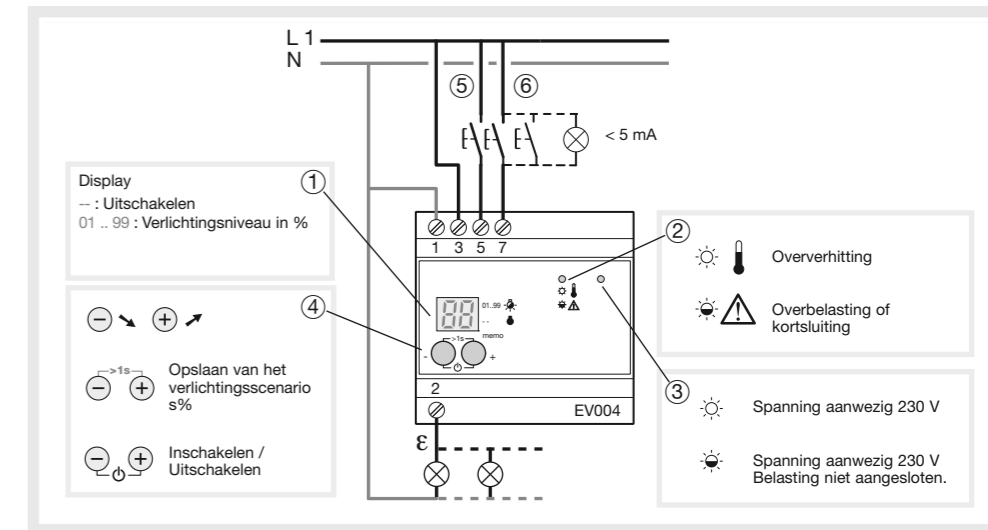 L 1
N
⑤ ⑥
< 5 mA
Display
-- : Uitschakelen
01 .. 99 : Verlichtingsniveau in %
①
1 3 5 7
②
Oververhitting
Overbelasting of
kortsluiting
④
88
01..99
--
memo
>1s
- +
2
EV004
③
− +
>1s
− +
Opslaan van het
verlichtingsscenario
s%
− +
Inschakelen /
Uitschakelen
ε
Spanning aanwezig 230 V
Spanning aanwezig 230 V
Belasting niet aangesloten.